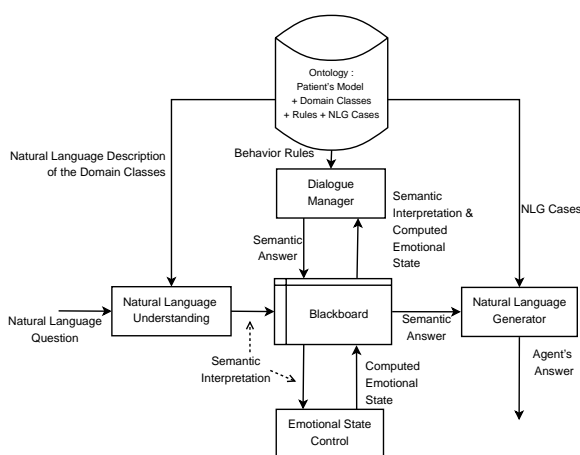 Ontology :
Patient's Model
+ Domain Classes
+ Rules + NLG Cases
Natural Language Description
of the Domain Classes
Behavior Rules
Dialogue
Manager
Semantic
Interpretation &
Computed
Emotional
State
NLG Cases
Semantic
Answer
Natural Language
Understanding
Blackboard
Natural Language
Generator
Natural Language
Question
Semantic
Answer
Semantic
Interpretation
Computed
Emotional
State
Agent's
Answer
Emotional State
Control